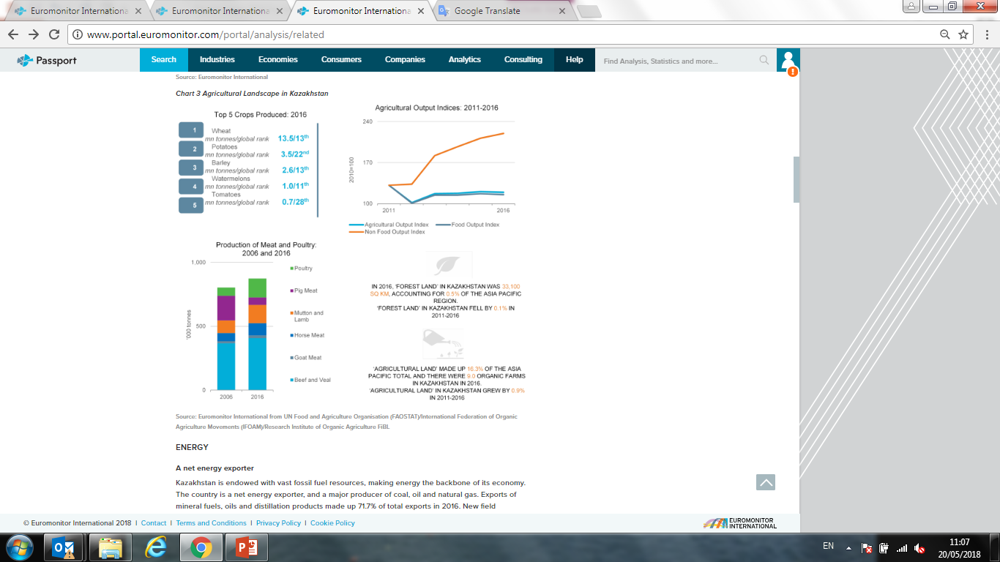 Euromonitor Internationa
Euromonitor Internationa
Euromonitor Internationa
Google Translate
www.portal.euromonitor.com/portal/analysis/related
Passport
Search
Industries
Economies
Consumers
Companies
Analytics
Consulting
Help
Find Analysis, Statistics and more...
Source: Euromonitor International
Chart 3 Agricultural Landscape in Kazakhstan
Top 5 Crops Produced: 2016
1
Wheat
mn tonnes/global rank 13.5/13th
2
Potatoes
mn tonnes/global rank 3.5/22nd
3
Barley
mn tonnes/global rank 2.6/13th
4
Watermelons
mn tonnes/global rank 1.0/11th
5
Tomatoes
mn tonnes/global rank 0.7/28th
Agricultural Output Indices: 2011-2016
240
170
100
2010=100
2011
2016
Agricultural Output Index
Food Output Index
Non Food Output Index
Production of Meat and Poultry:
2006 and 2016
1,000
500
0
'000 tonnes
2006
2016
Poultry
Pig Meat
Mutton and
Lamb
Horse Meat
Goat Meat
Beef and Veal
IN 2016, 'FOREST LAND' IN KAZAKHSTAN WAS 33,100
SQ KM, ACCOUNTING FOR 0.5% OF THE ASIA PACIFIC
REGION.
'FOREST LAND' IN KAZAKHSTAN FELL BY 0.1% IN
2011-2016
'AGRICULTURAL LAND' MADE UP 16.3% OF THE ASIA
PACIFIC TOTAL AND THERE WERE 9.0 ORGANIC FARMS
IN KAZAKHSTAN IN 2016.
'AGRICULTURAL LAND' IN KAZAKHSTAN GREW BY 0.9%
IN 2011-2016
Source: Euromonitor International from UN Food and Agriculture Organisation (FAOSTAT)/International Federation of Organic
Agriculture Movements (IFOAM)/Research Institute of Organic Agriculture FiBL
ENERGY
A net energy exporter
Kazakhstan is endowed with vast fossil fuel resources, making energy the backbone of its economy.
The country is a net energy exporter, and a major producer of coal, oil and natural gas. Exports of
mineral fuels, oils and distillation products made up 71.7% of total exports in 2016. New field
© Euromonitor International 2018 | Contact | Terms and Conditions | Privacy Policy | Cookie Policy
EUROMONITOR
INTERNATIONAL
EN
11:07
20/05/2018